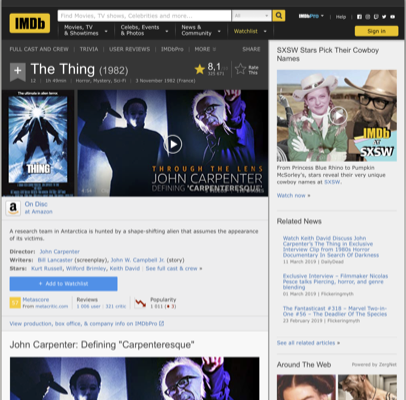 IMDb
Find Movies, TV shows, Celebrities and more...
All
IMDbPro
Help
Movies, TV & Showtimes
Celebs, Events & Photos
News & Community
Watchlist
Sign in
FULL CAST AND CREW | TRIVIA | USER REVIEWS | IMDbPro | MORE
SHARE
The Thing (1982)
8,1
Rate This
12 | 1h 49min | Horror, Mystery, Sci-Fi | 3 November 1982 (France)
The ultimate in alien terror.
THE THING
THROUGH THE LENS
JOHN CARPENTER
DEFINING "CARPENTERESQUE"
On Disc
at Amazon
A research team in Antarctica is hunted by a shape-shifting alien that assumes the appearance of its victims.
Director: John Carpenter
Writers: Bill Lancaster (screenplay), John W. Campbell Jr. (story)
Stars: Kurt Russell, Wilford Brimley, Keith David | See full cast & crew »
+ Add to Watchlist
57
Metascore
From metacritic.com
Reviews
Popularity
View production, box office, & company info on IMDbPro
John Carpenter: Defining "Carpenteresque"
SXSW Stars Pick Their Cowboy Names
IMDb
AT
SXSW
From Princess Blue Rhino to Pumpkin McSorley's, stars reveal their very unique cowboy names at SXSW.
Watch now »
Related News
Watch Keith David Discuss John Carpenter's The Thing in Exclusive Interview Clip from 1980s Horror Documentary In Search Of Darkness
11 March 2019 | DailyDead
Exclusive Interview – Filmmaker Nicolas Pesce talks Piercing, horror, and genre blending
01 March 2019 | Flickeringmyth
The Fantasticast #318 – Marvel Two-in-One #56 – The Deadlier Of The Species
23 February 2019 | Flickeringmyth
See all related articles »
Around The Web
Powered by ZergNet